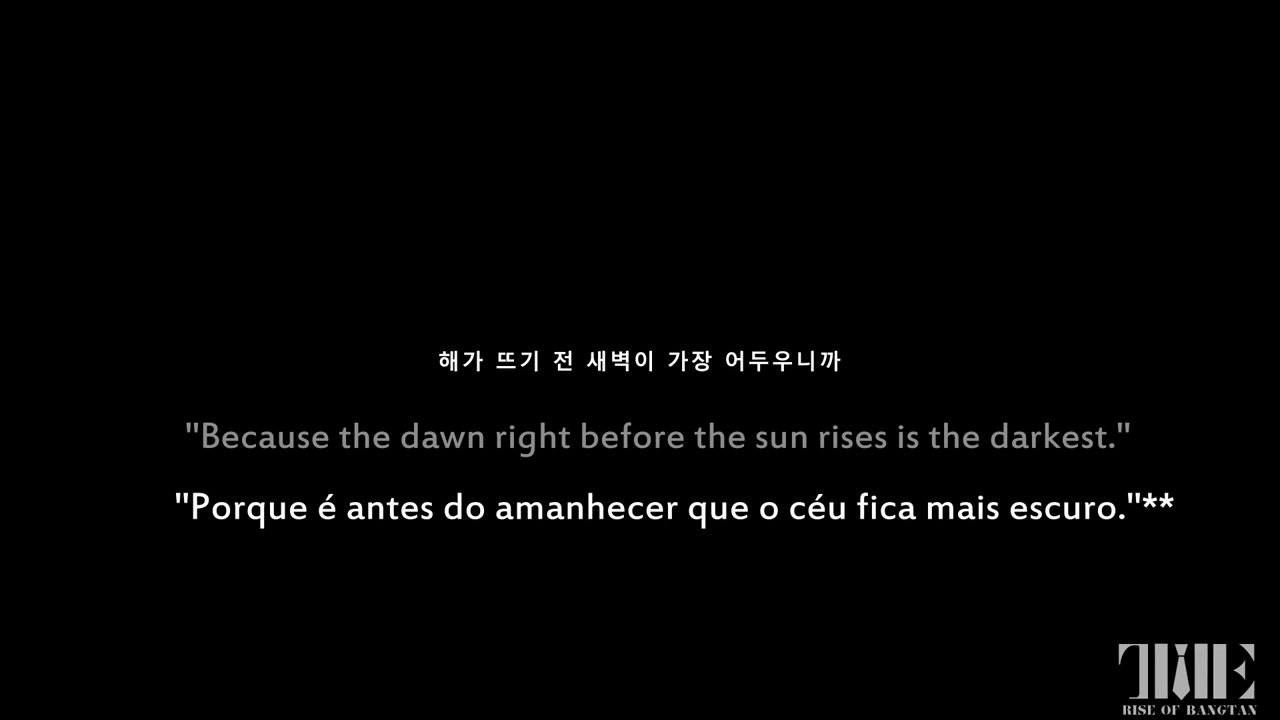 해가 뜨기 전 새벽이 가장 어두우니까
"Because the dawn right before the sun rises is the darkest."
"Porque é antes do amanhecer que o céu fica mais escuro."**
TIME
RISE OF BANGTAN